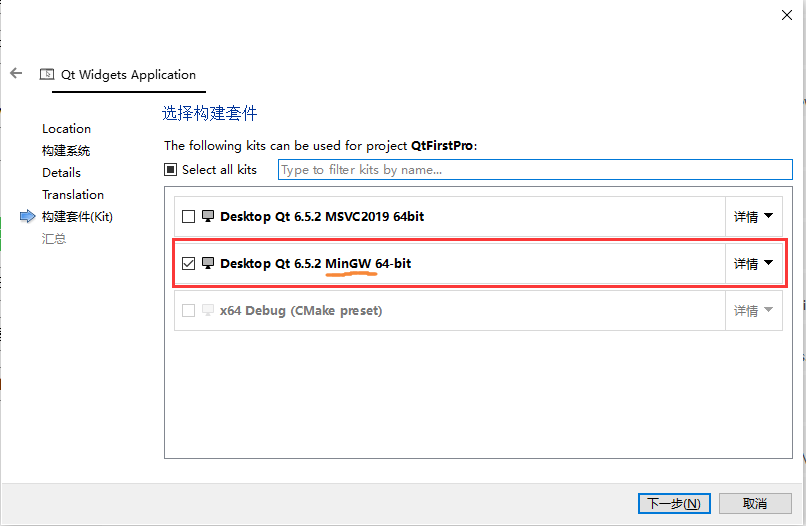 Qt Widgets Application
Location
构建系统
Details
Translation
构建套件(Kit)
汇总
选择构建套件
The following kits can be used for project QtFirstPro:
Select all kits
Type to filter kits by name...
Desktop Qt 6.5.2 MSVC2019 64bit
详情
Desktop Qt 6.5.2 MinGW 64-bit
详情
x64 Debug (CMake preset)
详情
下一步(N)
取消